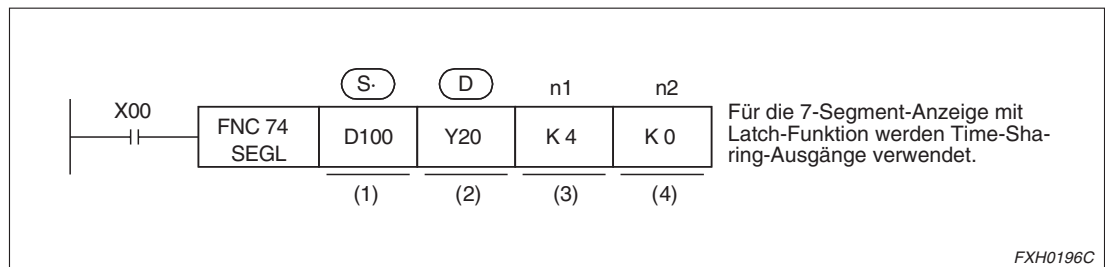 S· D n1 n2
X00
FNC 74 D100 Y20 K 4 K 0
SEGL
(1) (2) (3) (4)
Für die 7-Segment-Anzeige mit
Latch-Funktion werden Time-Sha-
ring-Ausgänge verwendet.
FXH0196C